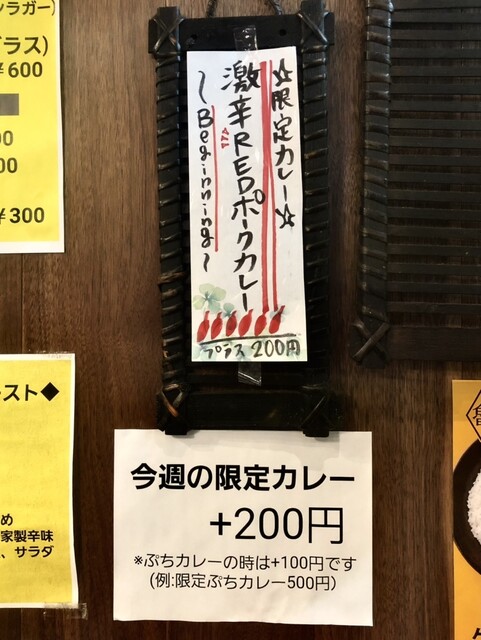 ☆限定カレー☆
激辛REDポークカレー
~Beginning~
プラス200円
今週の限定カレー
+200円
※ぷちカレーの時は+100円です
(例:限定ぷちカレー500円)
ラガー)
グラス)
¥600
00
00
¥300
スト◆
め
家製辛味
、サラダ